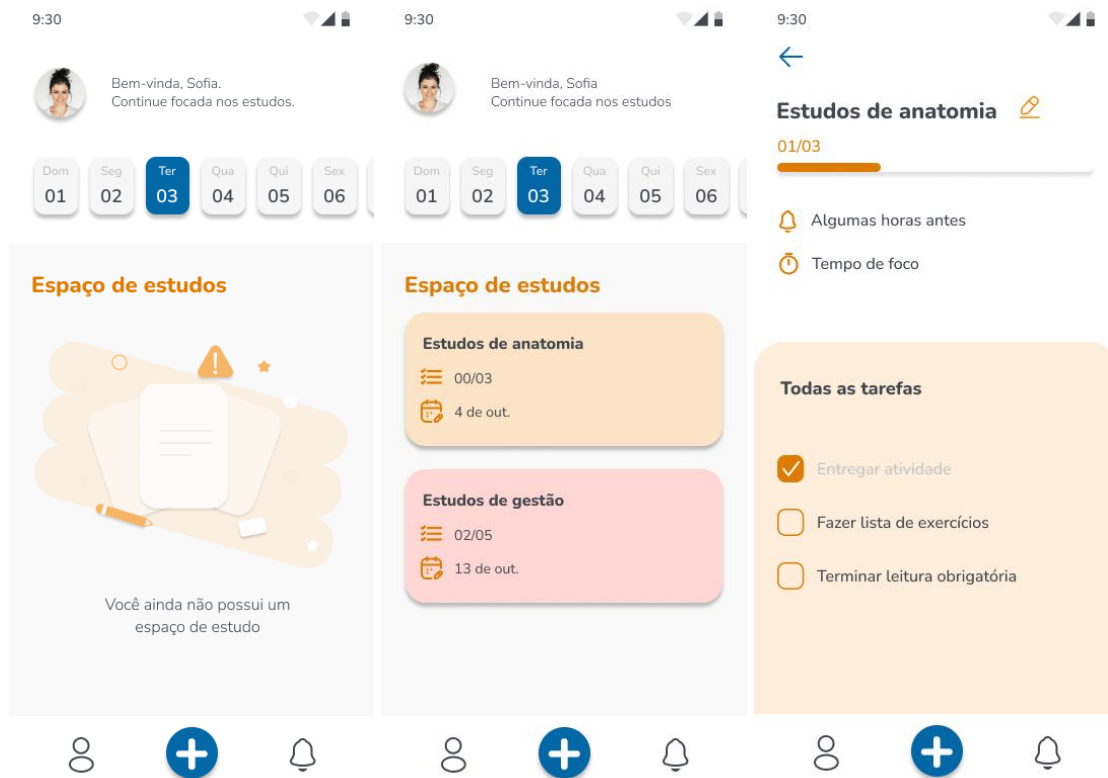 9:30
Bem-vinda, Sofia.
Continue focada nos estudos.
Dom
01
Seg
02
Ter
03
Qua
04
Qui
05
Sex
06
Espaço de estudos
Você ainda não possui um
espaço de estudo
9:30
Bem-vinda, Sofia
Continue focada nos estudos
Dom
01
Seg
02
Ter
03
Qua
04
Qui
05
Sex
06
Espaço de estudos
Estudos de anatomia
00/03
4 de out.
Estudos de gestão
02/05
13 de out.
9:30
Estudos de anatomia
01/03
Algumas horas antes
Tempo de foco
Todas as tarefas
Entregar atividade
Fazer lista de exercícios
Terminar leitura obrigatória